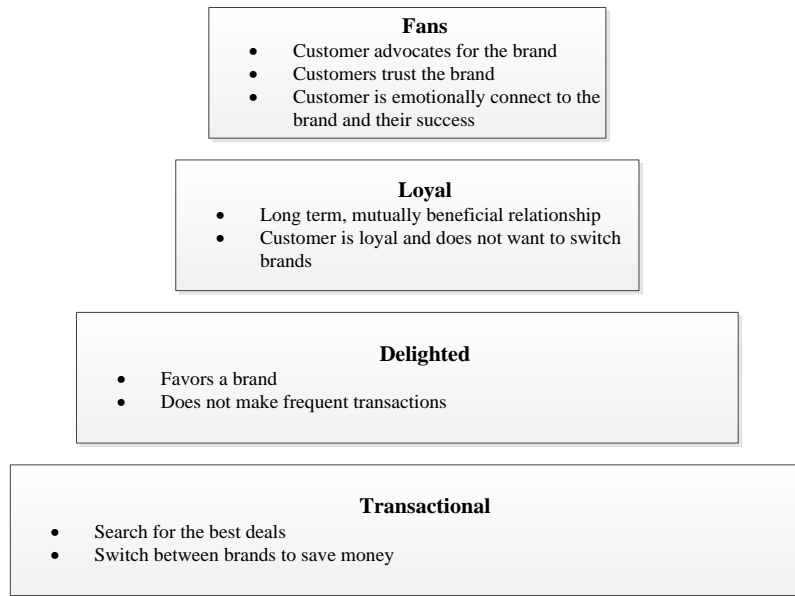 Fans
• Customer advocates for the brand
• Customers trust the brand
• Customer is emotionally connect to the
brand and their success
Loyal
• Long term, mutually beneficial relationship
• Customer is loyal and does not want to switch
brands
Delighted
• Favors a brand
• Does not make frequent transactions
Transactional
• Search for the best deals
• Switch between brands to save money